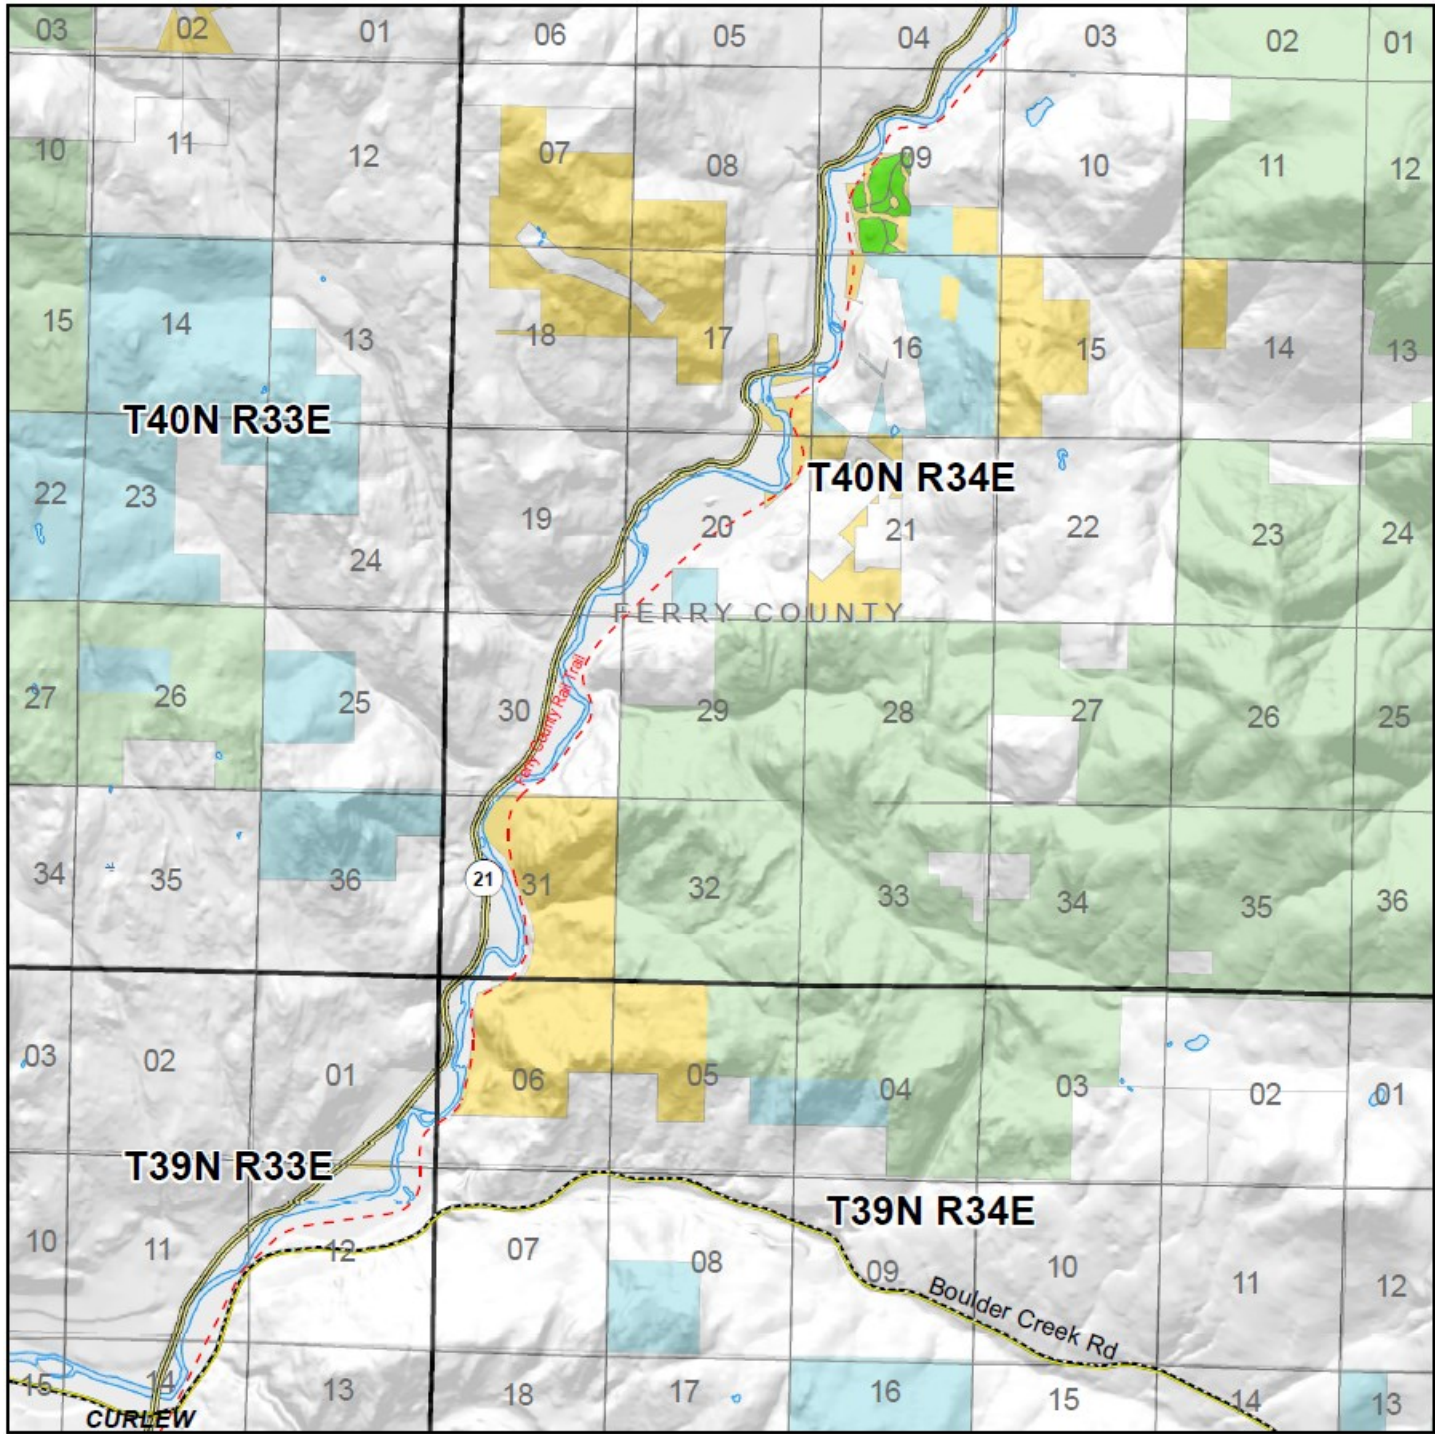 03 02 01 06 05 04 03 02 01
10 11 12 07 08 09 10 11 12
15 14 13 18 17 16 15 14 13
T40N R33E
T40N R34E
22 23 24 19 20 21 22 23 24
FERRY COUNTY
27 26 25 30 29 28 27 26 25
Ferry County Rail Trail
34 35 36 31 32 33 34 35 36
21
03 02 01 06 05 04 03 02 01
T39N R33E
T39N R34E
10 11 12 07 08 09 10 11 12
Boulder Creek Rd
15 14 13 18 17 16 15 14 13
CURLEW